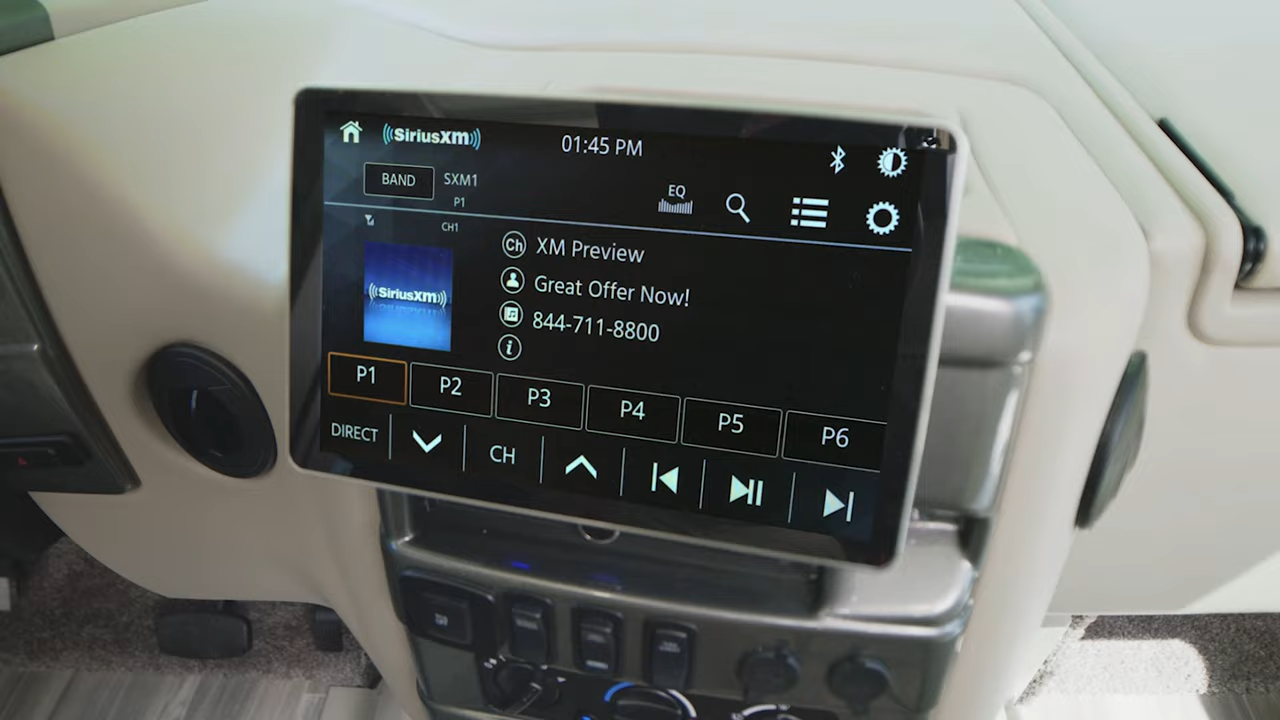 ((SiriusXm))
01:45 PM
BAND
SXM1
P1
EQ
CH1
Ch XM Preview
((SiriusXm))
Great Offer Now!
844-711-8800
i
P1 P2 P3 P4 P5 P6
DIRECT
CH